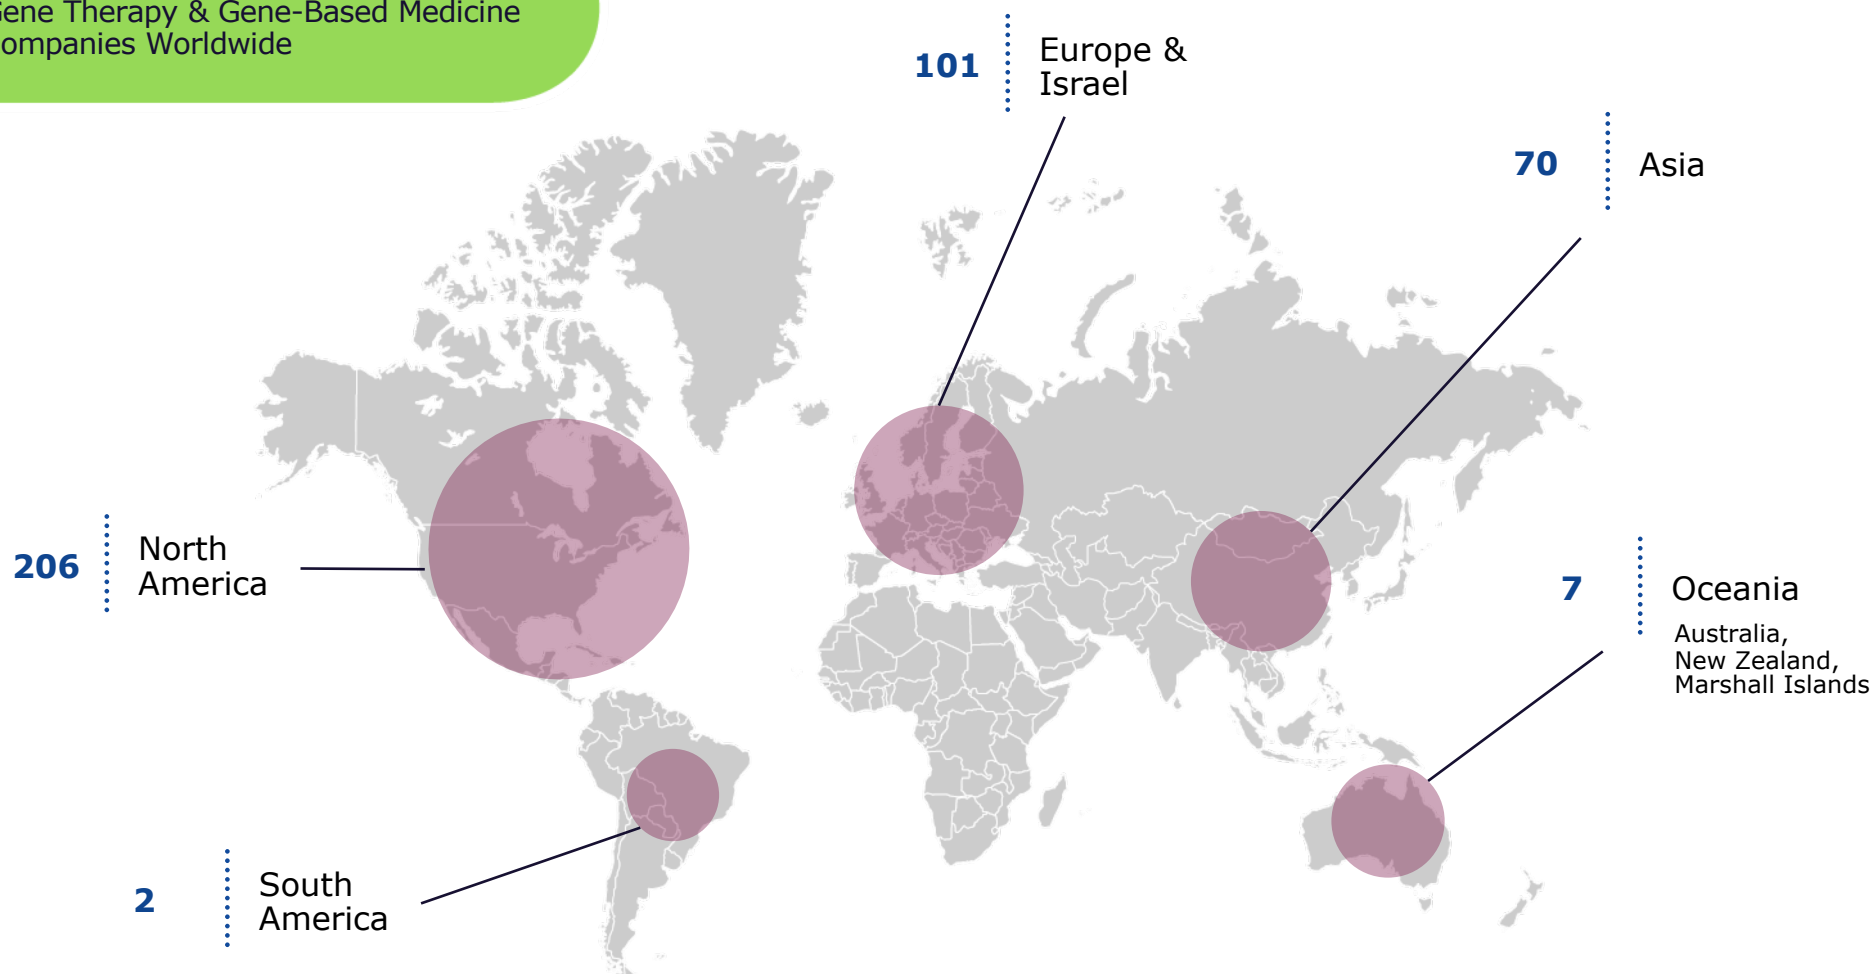 Gene Therapy & Gene-Based Medicine
ompanies Worldwide
101
Europe &
Israel
70
Asia
206
North
America
7
Oceania
Australia,
New Zealand,
Marshall Islands
2
South
America